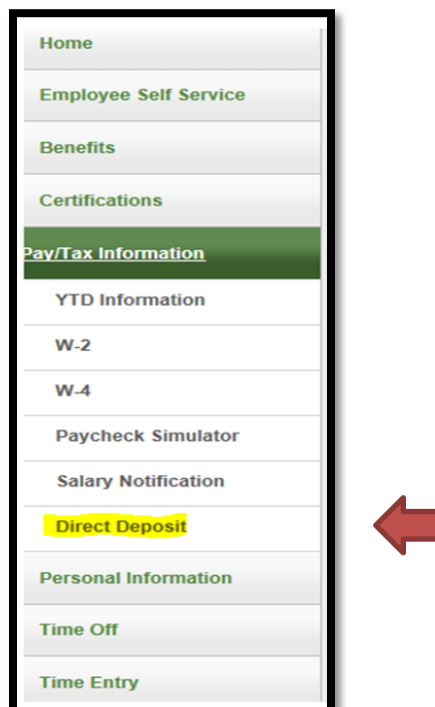 Home
Employee Self Service
Benefits
Certifications
Pay/Tax Information
YTD Information
W-2
W-4
Paycheck Simulator
Salary Notification
Direct Deposit
Personal Information
Time Off
Time Entry